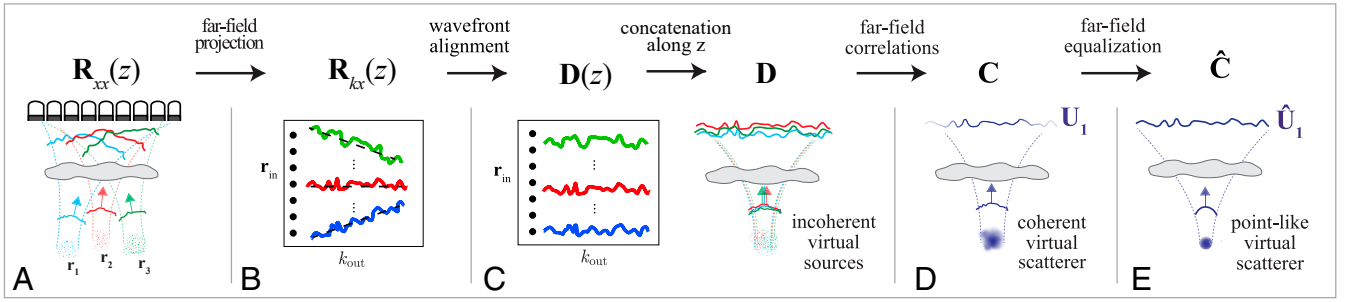 far-field
projection
wavefront
alignment
concatenation
along z
far-field
correlations
far-field
equalization
R_xx(z)
R_kx(z)
D(z)
D
C
Ĉ
r_in
r_in
U_1
Û_1
r_1 r_2 r_3
k_out
k_out
incoherent
virtual
sources
coherent
virtual
scatterer
point-like
virtual
scatterer
A
B
C
D
E